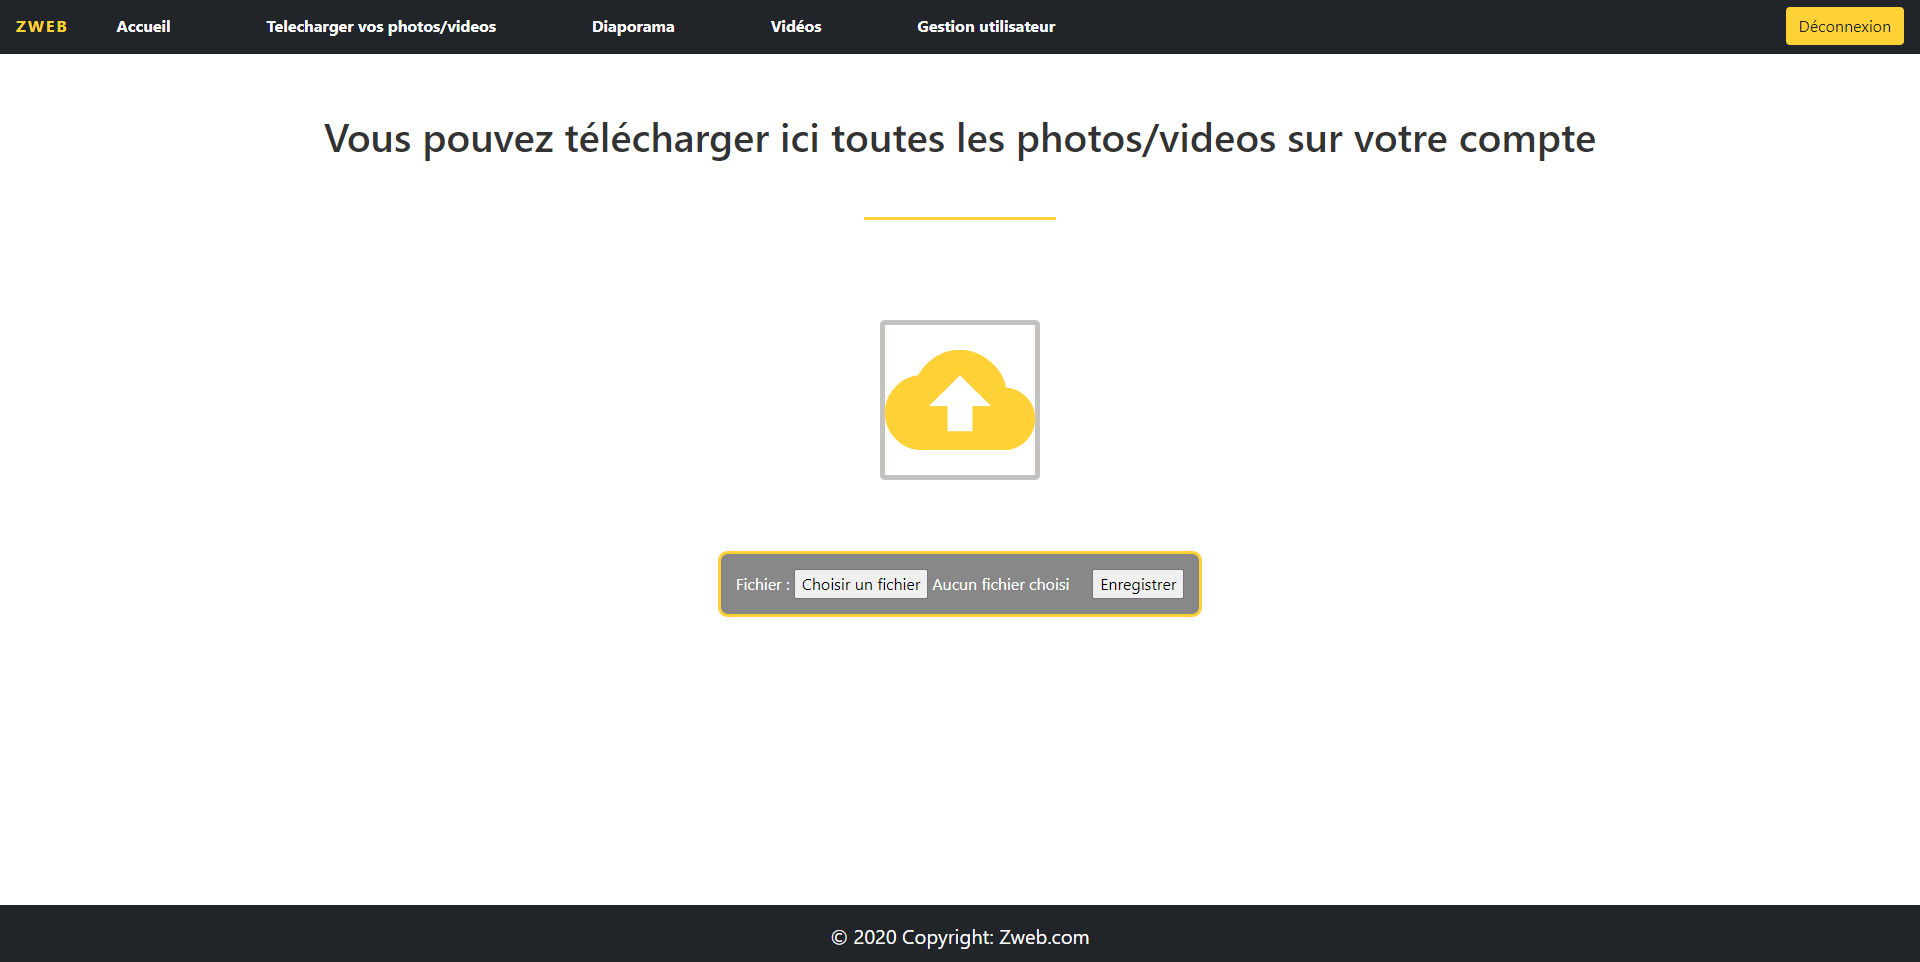 ZWEB Accueil Telecharger vos photos/videos Diaporama Vidéos Gestion utilisateur Déconnexion
Vous pouvez télécharger ici toutes les photos/videos sur votre compte
Fichier : Choisir un fichier Aucun fichier choisi Enregistrer
© 2020 Copyright: Zweb.com